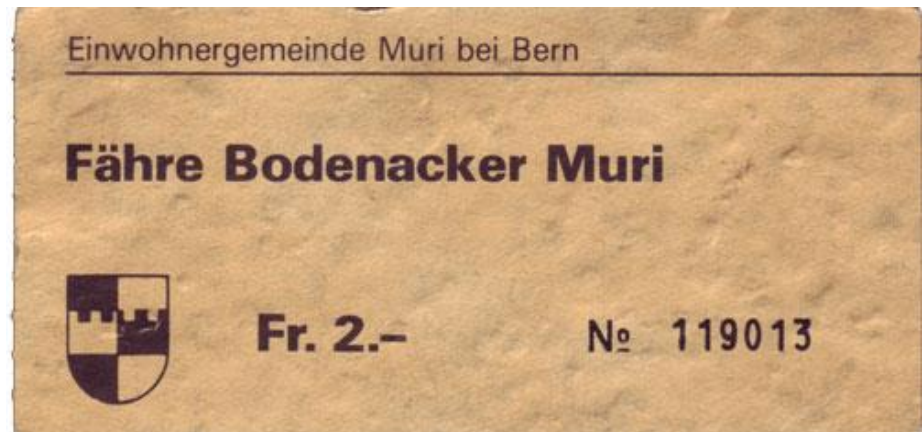 Einwohnergemeinde Muri bei Bern
Fähre Bodenacker Muri
Fr. 2.– № 119013